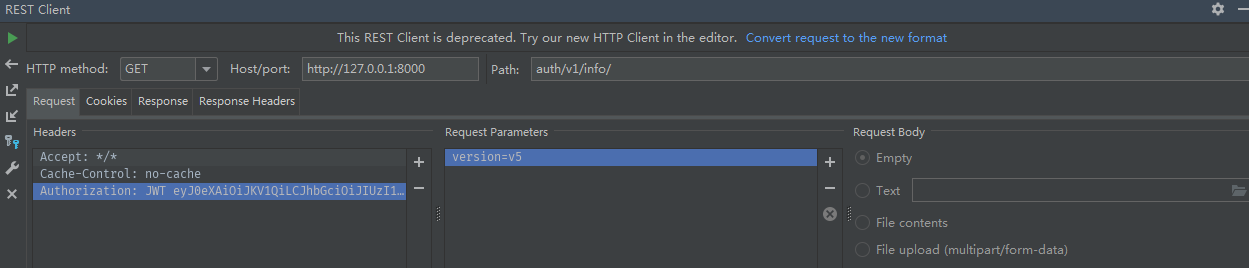 REST Client
This REST Client is deprecated. Try our new HTTP Client in the editor. Convert request to the new format
HTTP method: GET Host/port: http://127.0.0.1:8000 Path: auth/v1/info/
Request Cookies Response Response Headers
Headers Request Parameters Request Body
Accept: */* version=v5 Empty
Cache-Control: no-cache
Authorization: JWT eyJ0eXAiOiJKV1QiLCJhbGciOiJIUzI1... Text
File contents
File upload (multipart/form-data)